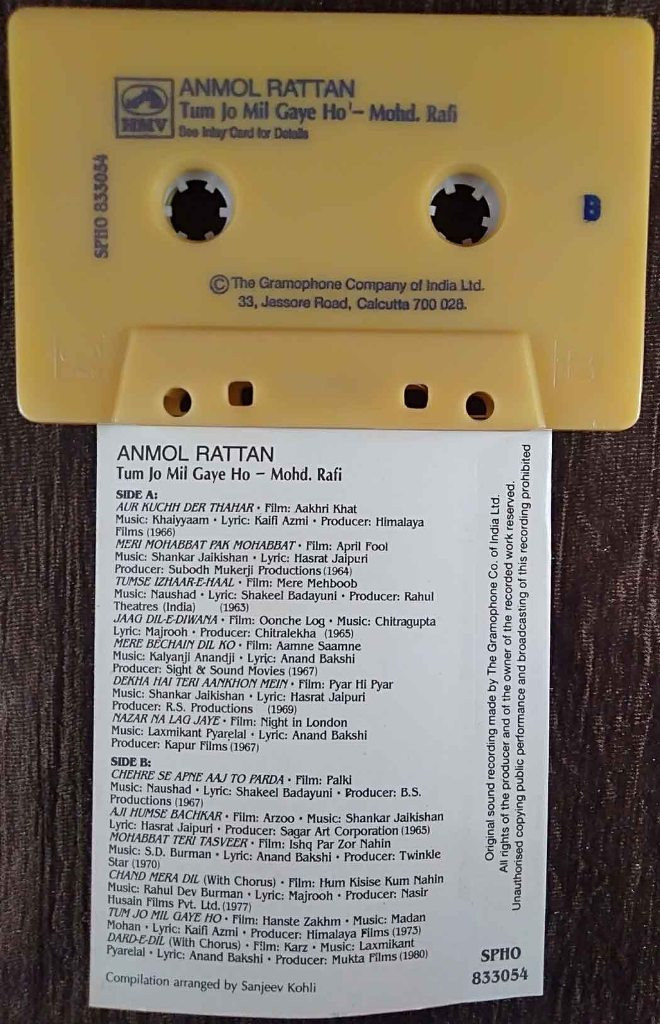 HMV
ANMOL RATTAN
Tum Jo Mil Gaye Ho'– Mohd. Rafi
See Inlay Card for Details
SPHO 833054
B
© The Gramophone Company of India Ltd.
33, Jessore Road, Calcutta 700 028.
ANMOL RATTAN
Tum Jo Mil Gaye Ho – Mohd. Rafi
SIDE A:
AUR KUCHH DER THAHAR • Film: Aakhri Khat
Music: Khaiyyaam • Lyric: Kaifi Azmi • Producer: Himalaya
Films (1966)
MERI MOHABBAT PAK MOHABBAT • Film: April Fool
Music: Shankar Jaikishan • Lyric: Hasrat Jaipuri
Producer: Subodh Mukerji Productions (1964)
TUMSE IZHAAR-E-HAAL • Film: Mere Mehboob
Music: Naushad • Lyric: Shakeel Badayuni • Producer: Rahul
Theatres (India) (1963)
JAAG DIL-E-DIWANA • Film: Oonche Log • Music: Chitragupta
Lyric: Majrooh • Producer: Chitralekha (1965)
MERE BECHAIN DIL KO • Film: Aamne Saamne
Music: Kalyanji Anandji • Lyric: Anand Bakshi
Producer: Sight & Sound Movies (1967)
DEKHA HAI TERI AANKHON MEIN • Film: Pyar Hi Pyar
Music: Shankar Jaikishan • Lyric: Hasrat Jaipuri
Producer: R.S. Productions (1969)
NAZAR NA LAG JAYE • Film: Night in London
Music: Laxmikant Pyarelal • Lyric: Anand Bakshi
Producer: Kapur Films (1967)
SIDE B:
CHEHRE SE APNE AAJ TO PARDA • Film: Palki
Music: Naushad • Lyric: Shakeel Badayuni • Producer: B.S.
Productions (1967)
AJI HUMSE BACHKAR • Film: Arzoo • Music: Shankar Jaikishan
Lyric: Hasrat Jaipuri • Producer: Sagar Art Corporation (1965)
MOHABBAT TERI TASVEER • Film: Ishq Par Zor Nahin
Music: S.D. Burman • Lyric: Anand Bakshi • Producer: Twinkle
Star (1970)
CHAND MERA DIL (With Chorus) • Film: Hum Kisise Kum Nahin
Music: Rahul Dev Burman • Lyric: Majrooh • Producer: Nasir
Husain Films Pvt. Ltd. (1977)
TUM JO MIL GAYE HO • Film: Hanste Zakhm • Music: Madan
Mohan • Lyric: Kaifi Azmi • Producer: Himalaya Films (1973)
DARD-E-DIL (With Chorus) • Film: Karz • Music: Laxmikant
Pyarelal • Lyric: Anand Bakshi • Producer: Mukta Films (1980)
Compilation arranged by Sanjeev Kohli
Original sound recording made by The Gramophone Co. of India Ltd.
All rights of the producer and of the owner of the recorded work reserved.
Unauthorised copying public performance and broadcasting of this recording prohibited
SPHO
833054